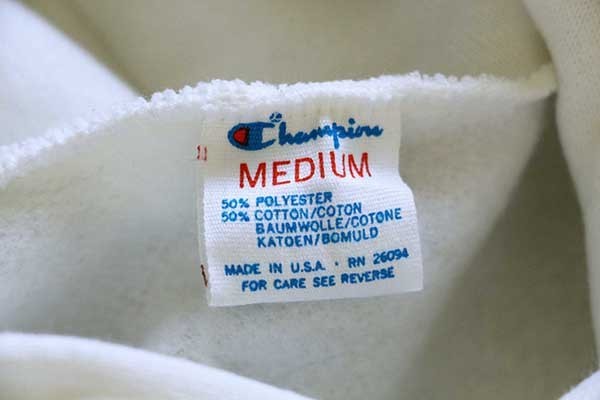 Champion
MEDIUM
50% POLYESTER
50% COTTON/COTON
BAUMWOLLE/COTONE
KATOEN/BOMULD
MADE IN U.S.A. · RN 26094
FOR CARE SEE REVERSE